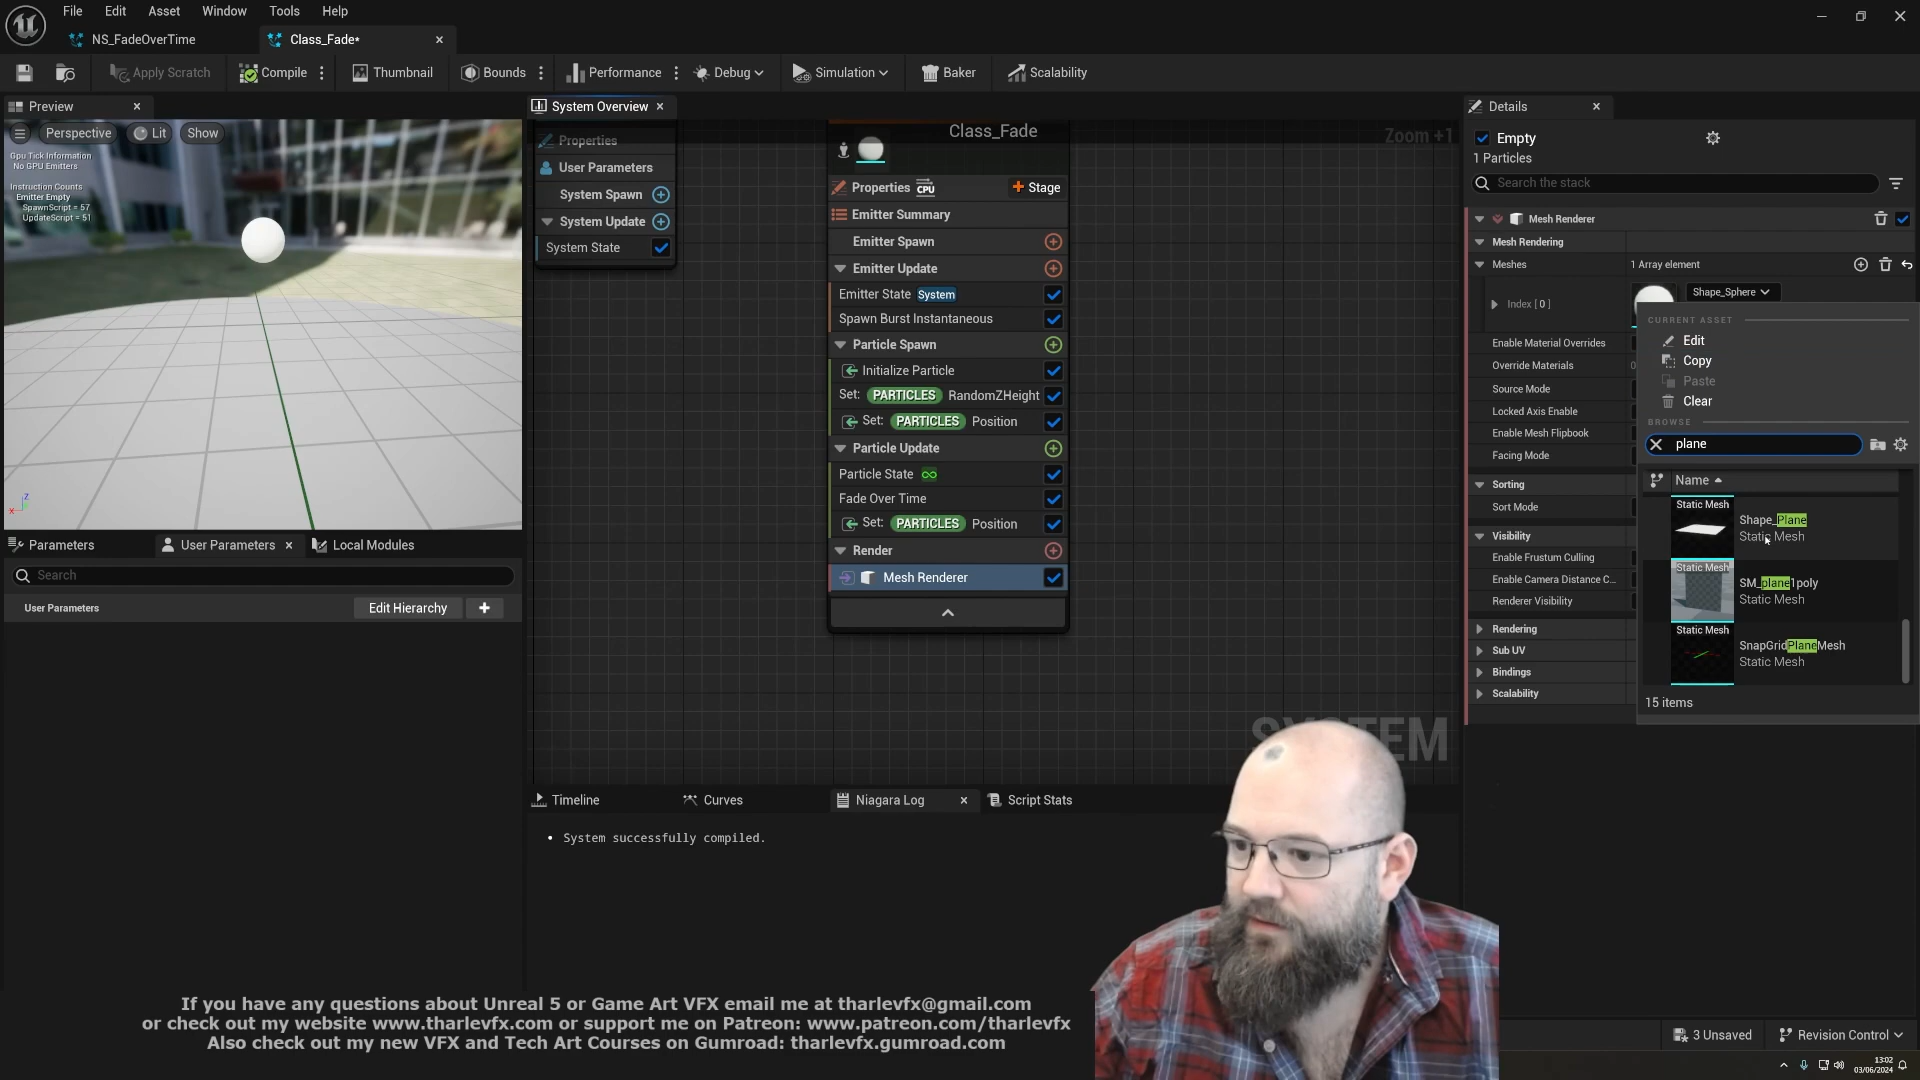 File Edit Asset Window Tools Help
NS_FadeOverTime Class_Fade*
Apply Scratch Compile Thumbnail Bounds Performance Debug Simulation Baker Scalability
Preview System Overview Details
Perspective Lit Show
Gpu Tick Information
No GPU Emitters
Instruction Counts
Emitter Empty
SpawnScript = 57
UpdateScript = 51
Parameters User Parameters Local Modules
Search
User Parameters Edit Hierarchy
Properties
User Parameters
System Spawn
System Update
System State
Zoom +1
Class_Fade
Properties CPU Stage
Emitter Summary
Emitter Spawn
Emitter Update
Emitter State System
Spawn Burst Instantaneous
Particle Spawn
Initialize Particle
Set: PARTICLES RandomZHeight
Set: PARTICLES Position
Particle Update
Particle State
Fade Over Time
Set: PARTICLES Position
Render
Mesh Renderer
SYSTEM
Timeline Curves Niagara Log Script Stats
• System successfully compiled.
Empty
1 Particles
Search the stack
Mesh Renderer
Mesh Rendering
Meshes 1 Array element
Index [ 0 ] Shape_Sphere
Enable Material Overrides
Override Materials 0
Source Mode
Locked Axis Enable
Enable Mesh Flipbook
Facing Mode
Sorting
Sort Mode
Visibility
Enable Frustum Culling
Enable Camera Distance C...
Renderer Visibility
Rendering
Sub UV
Bindings
Scalability
CURRENT ASSET
Edit
Copy
Paste
Clear
BROWSE
plane
Name
Static Mesh
Shape_Plane
Static Mesh
Static Mesh
SM_plane1poly
Static Mesh
Static Mesh
SnapGridPlaneMesh
Static Mesh
15 items
If you have any questions about Unreal 5 or Game Art VFX email me at tharlevfx@gmail.com
or check out my website www.tharlevfx.com or support me on Patreon: www.patreon.com/tharlevfx
Also check out my new VFX and Tech Art Courses on Gumroad: tharlevfx.gumroad.com
3 Unsaved Revision Control
13:02
03/06/2024